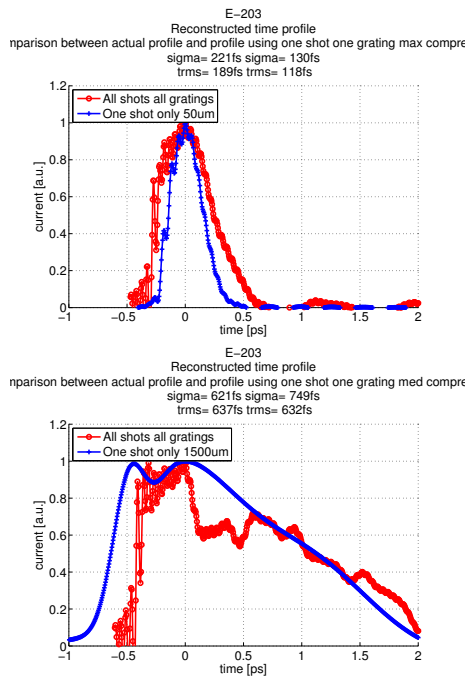 E-203
Reconstructed time profile
nparison between actual profile and profile using one shot one grating max compre
sigma= 221fs sigma= 130fs
trms= 189fs trms= 118fs
1.2
All shots all gratings
One shot only 50um
1
0.8
0.6
0.4
0.2
0
-1 -0.5 0 0.5 1 1.5 2
current [a.u.]
time [ps]
E-203
Reconstructed time profile
nparison between actual profile and profile using one shot one grating med compre
sigma= 621fs sigma= 749fs
trms= 637fs trms= 632fs
1.2
All shots all gratings
One shot only 1500um
1
0.8
0.6
0.4
0.2
0
-1 -0.5 0 0.5 1 1.5 2
current [a.u.]
time [ps]